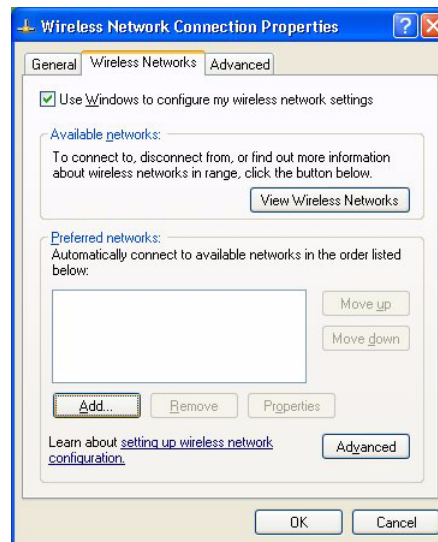 Wireless Network Connection Properties
General
Wireless Networks
Advanced
Use Windows to configure my wireless network settings
Available networks:
To connect to, disconnect from, or find out more information
about wireless networks in range, click the button below.
View Wireless Networks
Preferred networks:
Automatically connect to available networks in the order listed
below:
Move up
Move down
Add...
Remove
Properties
Learn about setting up wireless network
configuration.
Advanced
OK
Cancel